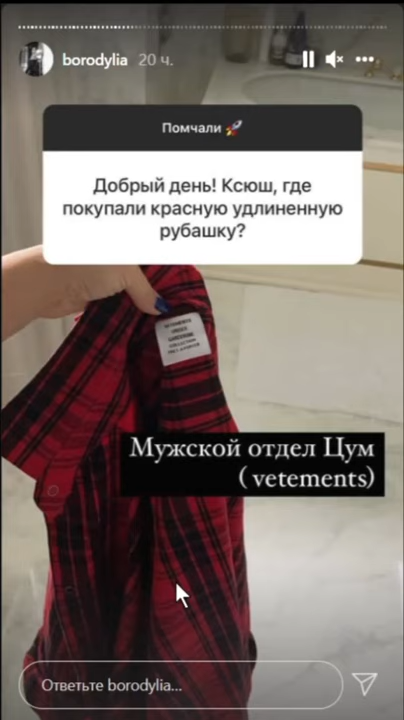 borodylia 20 ч.
Помчали 🚀
Добрый день! Ксюш, где
покупали красную удлиненную
рубашку?
Мужской отдел Цум
( vetements)
Ответьте borodylia...